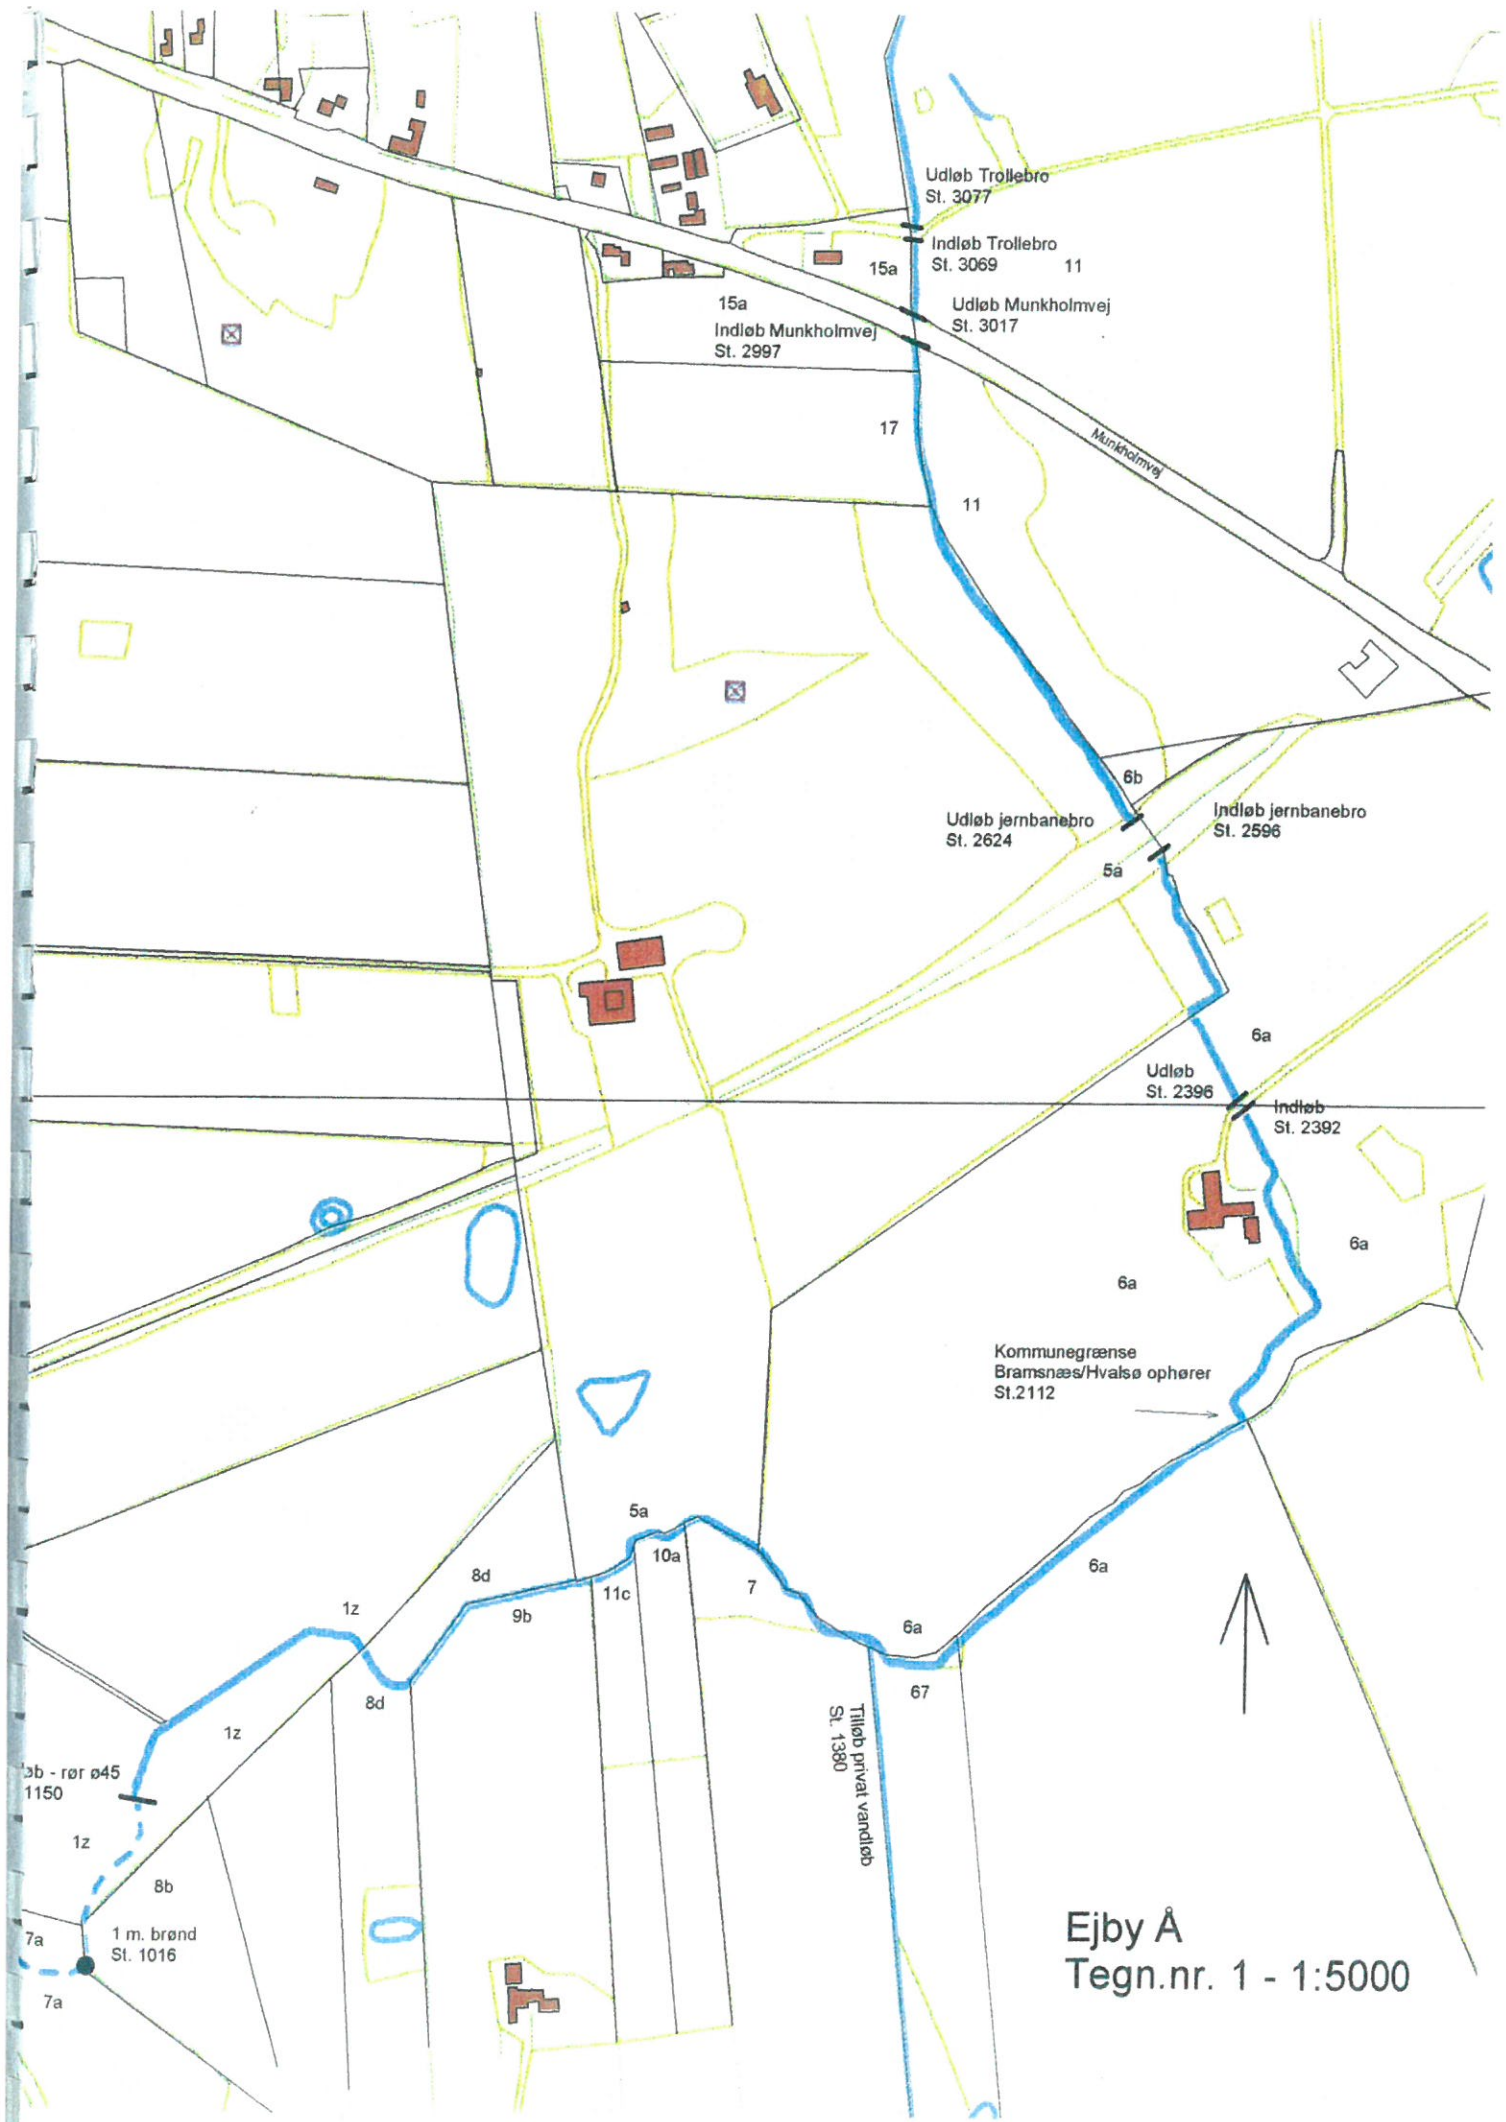 Udløb Trollebro
St. 3077
Indløb Trollebro
St. 3069
11
15a
15a
Udløb Munkholmvej
St. 3017
Indløb Munkholmvej
St. 2997
17
Munkholmvej
11
6b
Udløb jernbanebro
St. 2624
Indløb jernbanebro
St. 2596
5a
6a
Udløb
St. 2396
Indløb
St. 2392
6a
6a
Kommunegrænse
Bramsnæs/Hvalsø ophører
St.2112
5a
10a
8d
11c
7
6a
1z
9b
6a
8d
67
1z
Tilløb privat vandløb
St. 1380
øb - rør ø45
1150
1z
8b
7a
1 m. brønd
St. 1016
7a
Ejby Å
Tegn.nr. 1 - 1:5000